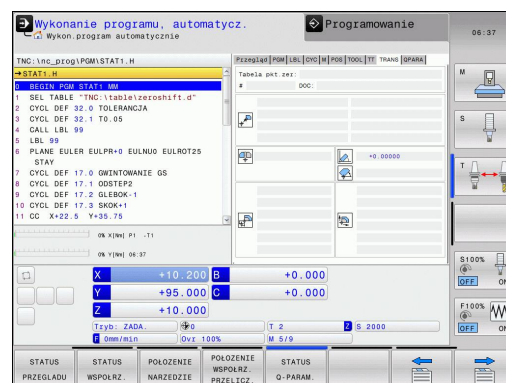 Wykonanie programu, automatycz.
Wykon.program automatycznie
Programowanie
06:37
TNC:\nc_prog\PGM\STAT1.H
→STAT1.H
0 BEGIN PGM STAT1 MM
1 SEL TABLE "TNC:\table\zeroshift.d"
2 CYCL DEF 32.0 TOLERANCJA
3 CYCL DEF 32.1 T0.05
4 CALL LBL 99
5 LBL 99
6 PLANE EULER EULPR+0 EULNU0 EULROT25
STAY
7 CYCL DEF 17.0 GWINTOWANIE GS
8 CYCL DEF 17.1 ODSTEP2
9 CYCL DEF 17.2 GLEBOK-1
10 CYCL DEF 17.3 SKOK+1
11 CC X+22.5 Y+35.75
0% X[Nm] P1 -T1
0% Y[Nm] 06:37
Przegląd PGM LBL CYC M POS TOOL TT TRANS QPARA
Tabela pkt.zer:
# DOC:
+0.00000
X +10.200 B +0.000
Y +95.000 C +0.000
Z +10.000
Tryb: ZADA. 0 T 2 Z S 2000
F 0mm/min Ovr 100% M 5/9
M
S
T
S100%
OFF ON
F100%
OFF ON
STATUS PRZEGLADU
STATUS WSPOŁRZ.
POŁOZENIE NARZEDZIE
POŁOZENIE WSPOŁRZ. PRZELICZ.
STATUS Q-PARAM.